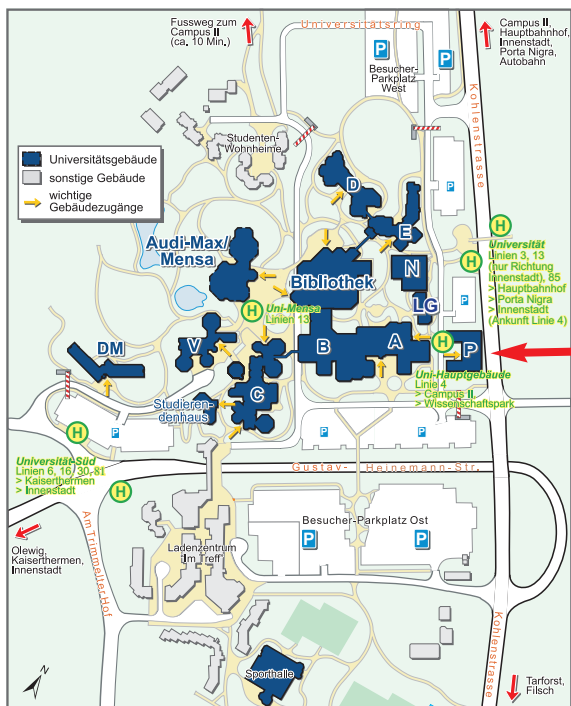 Fussweg zum
Campus II
(ca. 10 Min.)
Universitätsring
Campus II,
Hauptbahnhof,
Innenstadt,
Porta Nigra,
Autobahn
P
P
Besucher-
Parkplatz
West
P
P
Kohlenstrasse
Studenten-
Wohnheime
Universitätsgebäude
sonstige Gebäude
wichtige
Gebäudezugänge
P
D
E
H
Universität
Linien 3, 13
(nur Richtung
Innenstadt), 85
> Hauptbahnhof
> Porta Nigra
> Innenstadt
(Ankunft Linie 4)
H
Audi-Max/
Mensa
Bibliothek
N
P
LG
H
Uni-Mensa
Linien 13
DM
V
B
A
H
P
Uni-Hauptgebäude
Linie 4
> Campus II
> Wissenschaftspark
C
Studieren-
denhaus
P
P
P
P
H
Universität-Süd
Linien 6, 16, 30, 81
> Kaiserthermen
> Innenstadt
H
Gustav-Heinemann-Str.
Am Trimmelter Hof
Olewig,
Kaiserthermen,
Innenstadt
Besucher-Parkplatz Ost
P
P
Ladenzentrum
Im Treff
Kohlenstrasse
Sporthalle
Tarforst,
Filsch